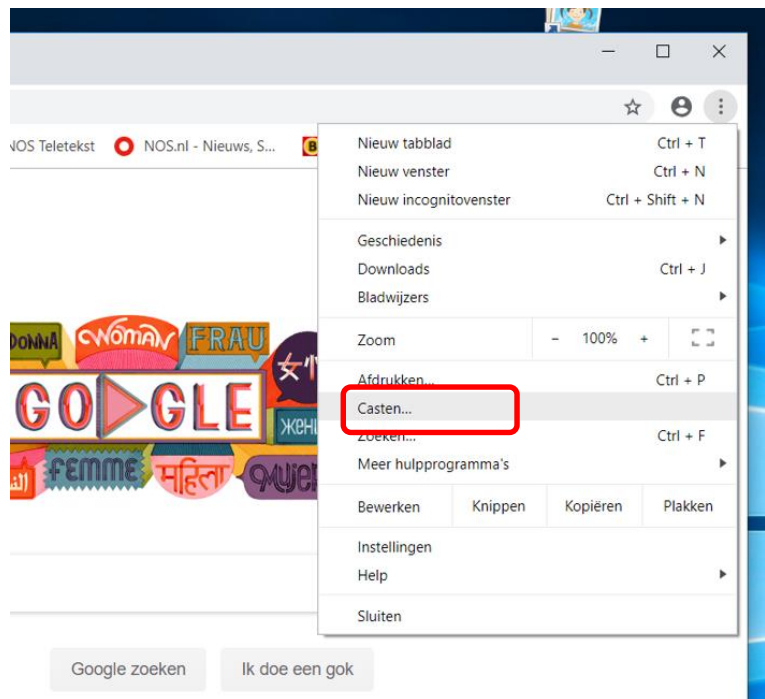 NOS Teletekst NOS.nl - Nieuws, S... B
Nieuw tabblad Ctrl + T
Nieuw venster Ctrl + N
Nieuw incognitovenster Ctrl + Shift + N
Geschiedenis
Downloads Ctrl + J
Bladwijzers
Zoom - 100% +
Afdrukken... Ctrl + P
Casten...
Zoeken... Ctrl + F
Meer hulpprogramma's
Bewerken Knippen Kopiëren Plakken
Instellingen
Help
Sluiten
DONNA WOMAN FRAU
GOOGLE
FEMME महिला
Google zoeken Ik doe een gok